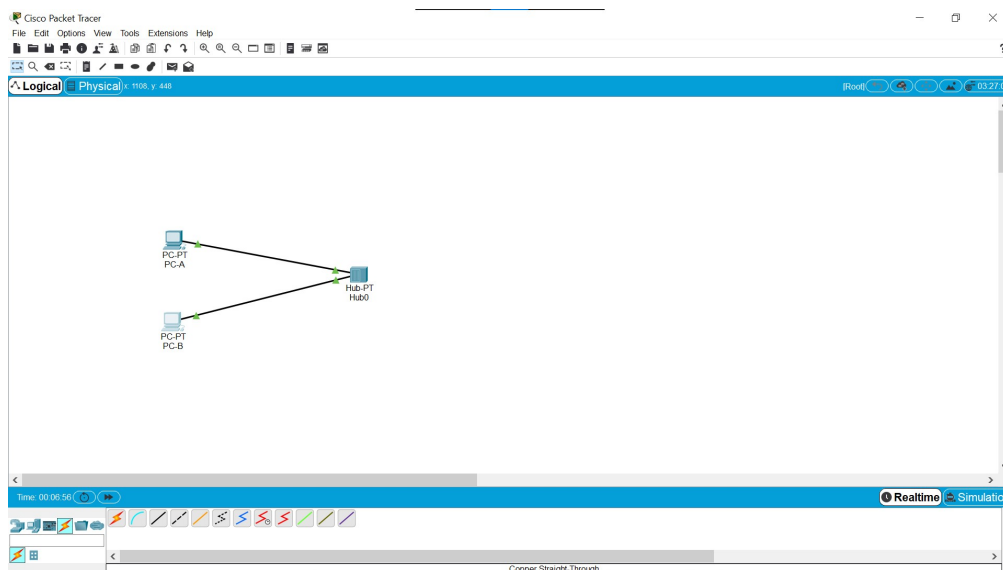 Cisco Packet Tracer
File Edit Options View Tools Extensions Help
?
Logical Physical x: 1108, y: 448 [Root] 03:27:0
PC-PT
PC-A
Hub-PT
Hub0
PC-PT
PC-B
Time: 00:06:56 Realtime Simulatio
Copper Straight-Through